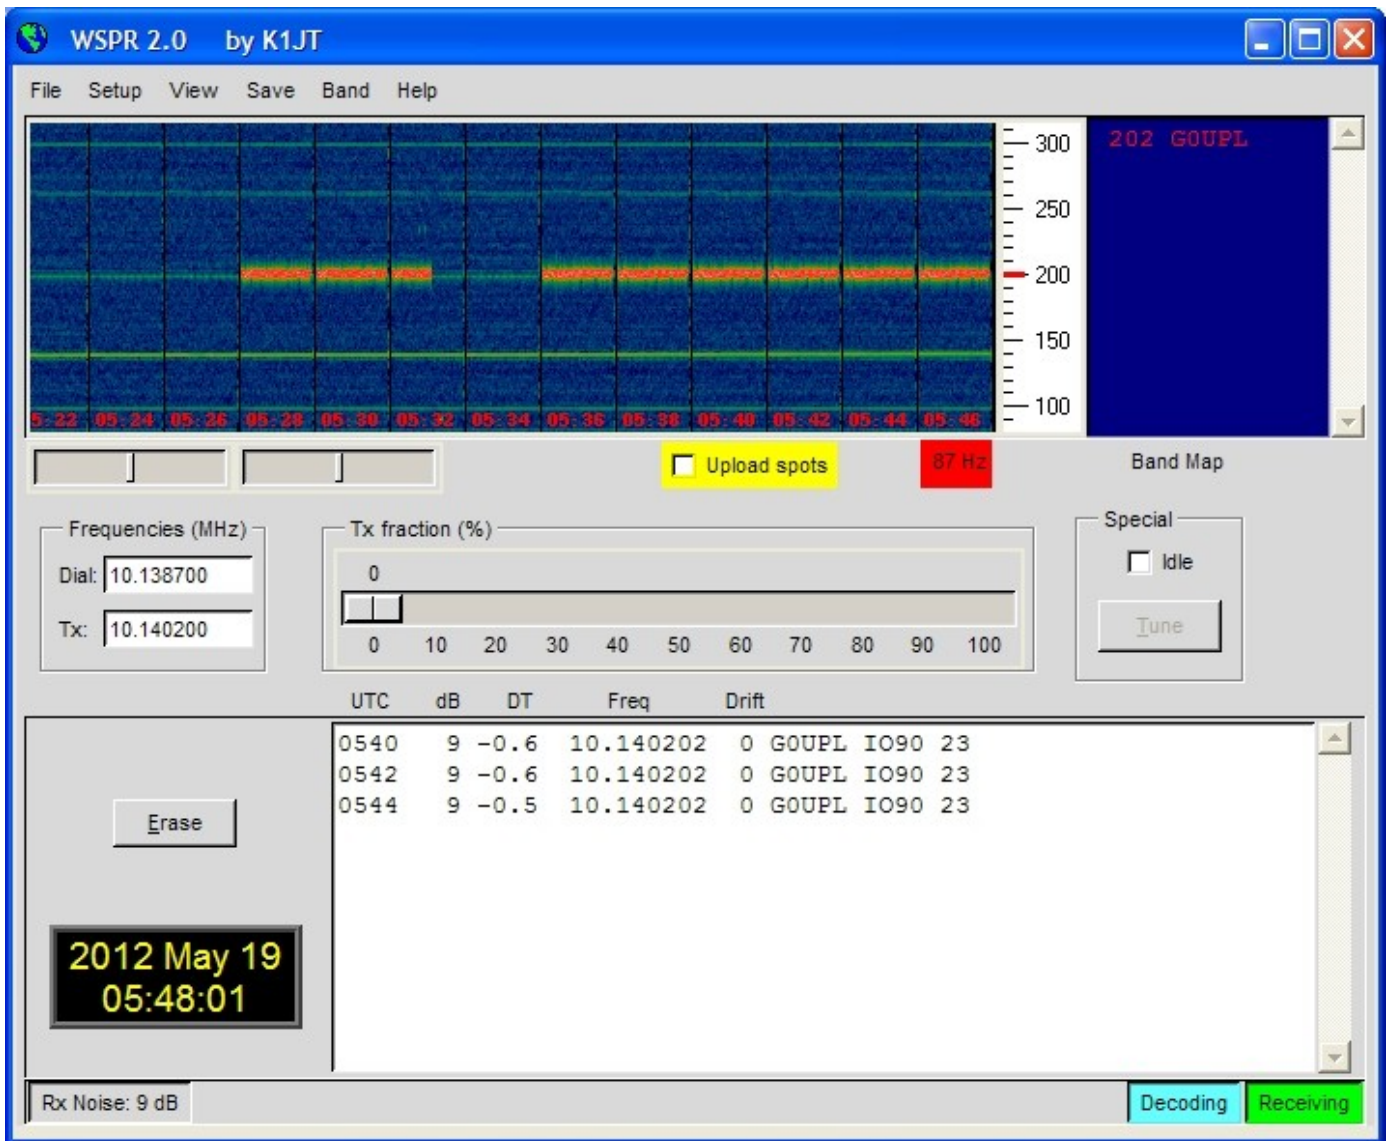 WSPR 2.0 by K1JT
File Setup View Save Band Help
300
250
200
150
100
202 G0UPL
5:22 05:24 05:26 05:28 05:30 05:32 05:34 05:36 05:38 05:40 05:42 05:44 05:46
Upload spots
87 Hz
Band Map
Frequencies (MHz)
Dial: 10.138700
Tx: 10.140200
Tx fraction (%)
0
0 10 20 30 40 50 60 70 80 90 100
Special
Idle
Tune
UTC dB DT Freq Drift
0540 9 -0.6 10.140202 0 G0UPL IO90 23
0542 9 -0.6 10.140202 0 G0UPL IO90 23
0544 9 -0.5 10.140202 0 G0UPL IO90 23
Erase
2012 May 19
05:48:01
Rx Noise: 9 dB
Decoding
Receiving